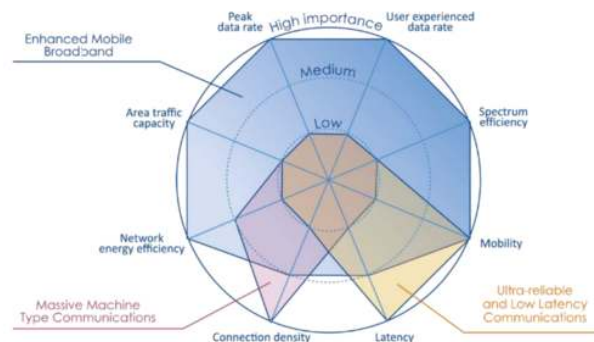 High importance
Peak
data rate
User experienced
data rate
Enhanced Mobile
Broadband
Medium
Area traffic
capacity
Low
Spectrum
efficiency
Network
energy efficiency
Mobility
Massive Machine
Type Communications
Ultra-reliable
and Low Latency
Communications
Connection density
Latency